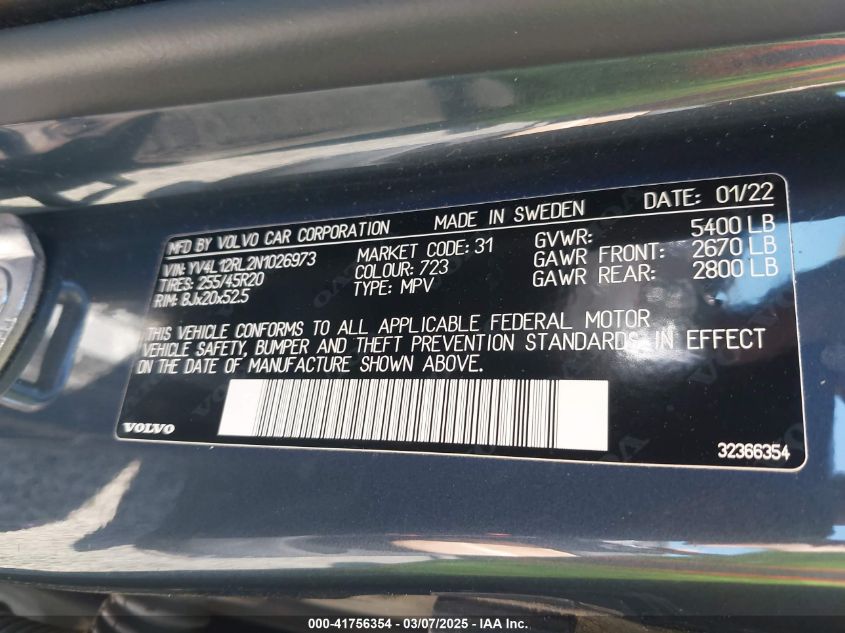 MFD BY VOLVO CAR CORPORATION MADE IN SWEDEN DATE: 01/22
VIN: YV4L12RL2N1026973 MARKET CODE: 31 GVWR: 5400 LB
TIRES: 255/45R20 COLOUR: 723 GAWR FRONT: 2670 LB
RIM: 8Jx20x52.5 TYPE: MPV GAWR REAR: 2800 LB
THIS VEHICLE CONFORMS TO ALL APPLICABLE FEDERAL MOTOR
VEHICLE SAFETY, BUMPER AND THEFT PREVENTION STANDARDS IN EFFECT
ON THE DATE OF MANUFACTURE SHOWN ABOVE.
VOLVO 32366354
000-41756354 - 03/07/2025 - IAA Inc.